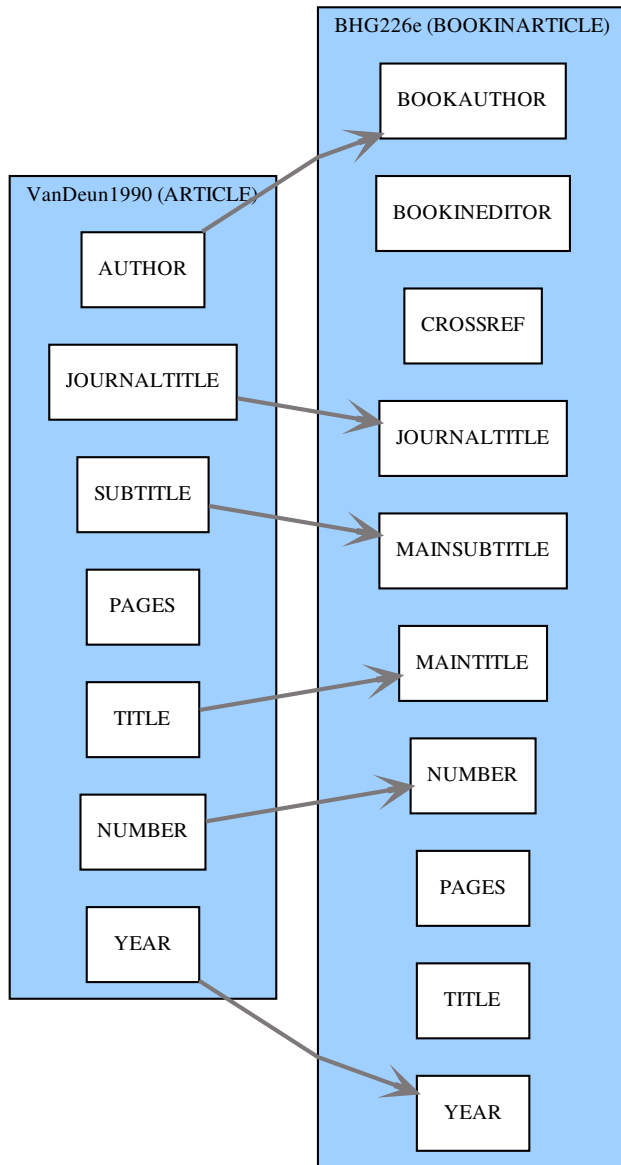 VanDeun1990 (ARTICLE)
AUTHOR
JOURNALTITLE
SUBTITLE
PAGES
TITLE
NUMBER
YEAR
BHG226e (BOOKINARTICLE)
BOOKAUTHOR
BOOKINEDITOR
CROSSREF
JOURNALTITLE
MAINSUBTITLE
MAINTITLE
NUMBER
PAGES
TITLE
YEAR